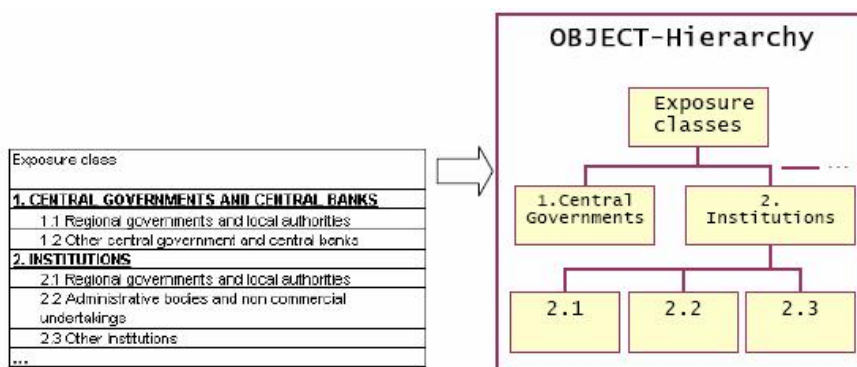 Exposure class
1. CENTRAL GOVERNMENTS AND CENTRAL BANKS
1.1 Regional governments and local authorities
1.2 Other central government and central banks
2. INSTITUTIONS
2.1 Regional governments and local authorities
2.2 Administrative bodies and non commercial
undertakings
2.3 Other Institutions
...
OBJECT-Hierarchy
Exposure
classes
...
1.Central
Governments
2.
Institutions
2.1
2.2
2.3